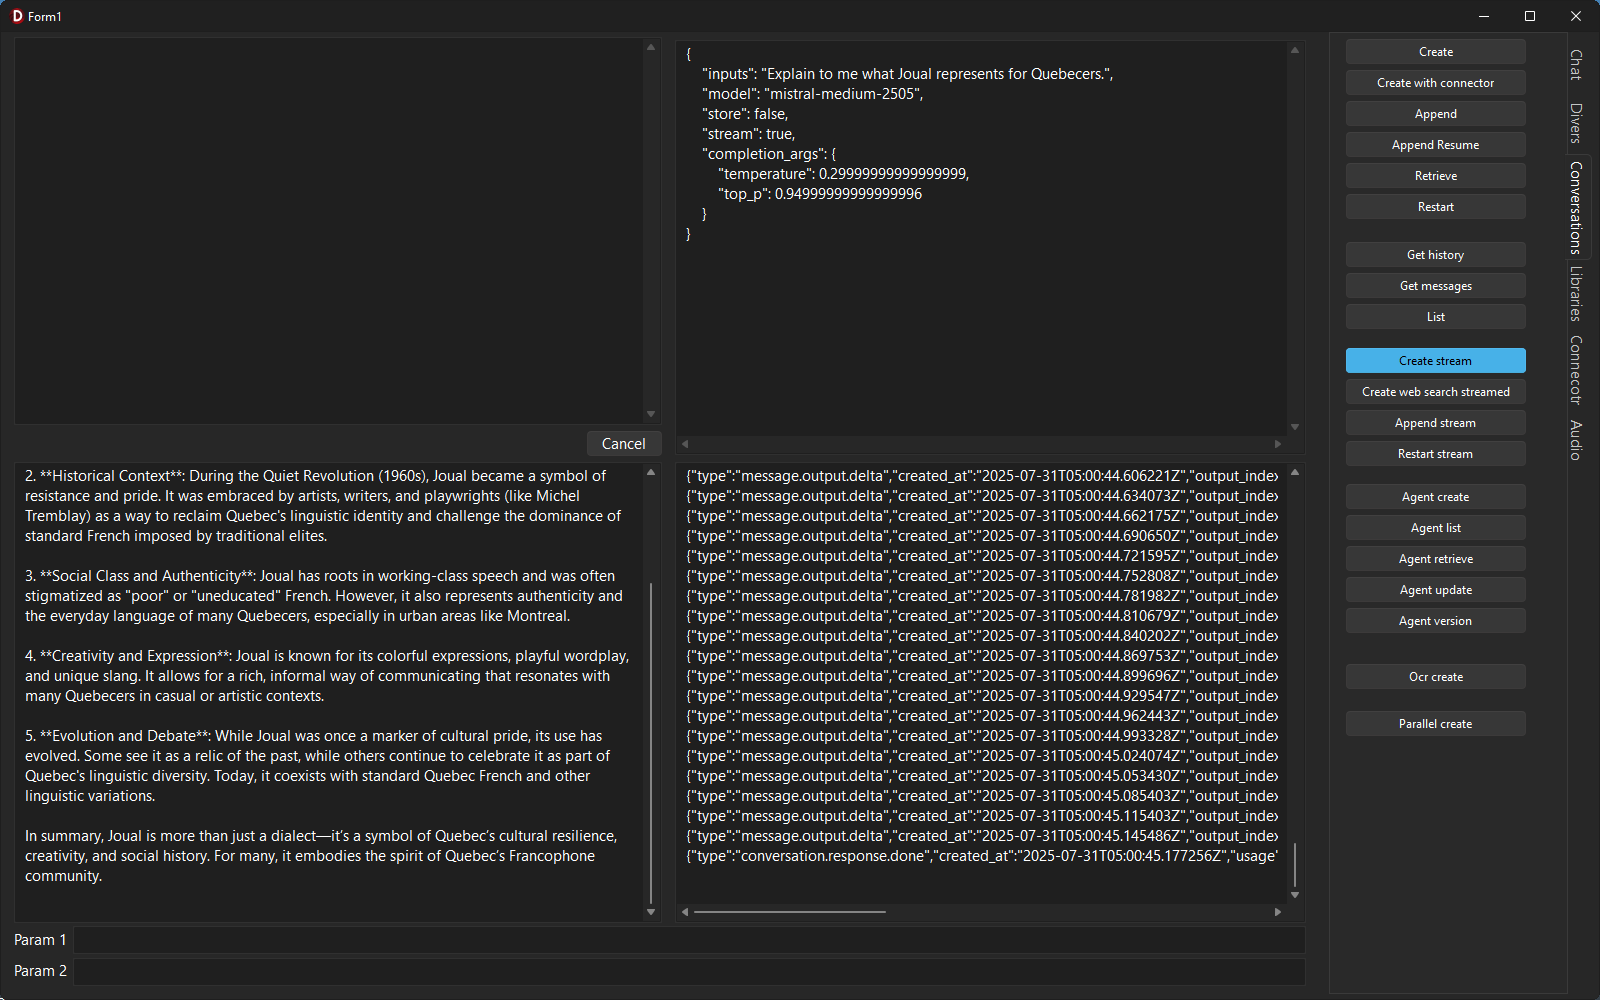 Form1
{
"inputs": "Explain to me what Joual represents for Quebecers.",
"model": "mistral-medium-2505",
"store": false,
"stream": true,
"completion_args": {
"temperature": 0.29999999999999999,
"top_p": 0.94999999999999996
}
}
Cancel
2. **Historical Context**: During the Quiet Revolution (1960s), Joual became a symbol of
resistance and pride. It was embraced by artists, writers, and playwrights (like Michel
Tremblay) as a way to reclaim Quebec's linguistic identity and challenge the dominance of
standard French imposed by traditional elites.
3. **Social Class and Authenticity**: Joual has roots in working-class speech and was often
stigmatized as "poor" or "uneducated" French. However, it also represents authenticity and
the everyday language of many Quebecers, especially in urban areas like Montreal.
4. **Creativity and Expression**: Joual is known for its colorful expressions, playful wordplay,
and unique slang. It allows for a rich, informal way of communicating that resonates with
many Quebecers in casual or artistic contexts.
5. **Evolution and Debate**: While Joual was once a marker of cultural pride, its use has
evolved. Some see it as a relic of the past, while others continue to celebrate it as part of
Quebec's linguistic diversity. Today, it coexists with standard Quebec French and other
linguistic variations.
In summary, Joual is more than just a dialect—it's a symbol of Quebec's cultural resilience,
creativity, and social history. For many, it embodies the spirit of Quebec's Francophone
community.
{"type":"message.output.delta","created_at":"2025-07-31T05:00:44.606221Z","output_index
{"type":"message.output.delta","created_at":"2025-07-31T05:00:44.634073Z","output_index
{"type":"message.output.delta","created_at":"2025-07-31T05:00:44.662175Z","output_index
{"type":"message.output.delta","created_at":"2025-07-31T05:00:44.690650Z","output_index
{"type":"message.output.delta","created_at":"2025-07-31T05:00:44.721595Z","output_index
{"type":"message.output.delta","created_at":"2025-07-31T05:00:44.752808Z","output_index
{"type":"message.output.delta","created_at":"2025-07-31T05:00:44.781982Z","output_index
{"type":"message.output.delta","created_at":"2025-07-31T05:00:44.810679Z","output_index
{"type":"message.output.delta","created_at":"2025-07-31T05:00:44.840202Z","output_index
{"type":"message.output.delta","created_at":"2025-07-31T05:00:44.869753Z","output_index
{"type":"message.output.delta","created_at":"2025-07-31T05:00:44.899696Z","output_index
{"type":"message.output.delta","created_at":"2025-07-31T05:00:44.929547Z","output_index
{"type":"message.output.delta","created_at":"2025-07-31T05:00:44.962443Z","output_index
{"type":"message.output.delta","created_at":"2025-07-31T05:00:44.993328Z","output_index
{"type":"message.output.delta","created_at":"2025-07-31T05:00:45.024074Z","output_index
{"type":"message.output.delta","created_at":"2025-07-31T05:00:45.053430Z","output_index
{"type":"message.output.delta","created_at":"2025-07-31T05:00:45.085403Z","output_index
{"type":"message.output.delta","created_at":"2025-07-31T05:00:45.115403Z","output_index
{"type":"message.output.delta","created_at":"2025-07-31T05:00:45.145486Z","output_index
{"type":"conversation.response.done","created_at":"2025-07-31T05:00:45.177256Z","usage"
Param 1
Param 2
Create
Create with connector
Append
Append Resume
Retrieve
Restart
Get history
Get messages
List
Create stream
Create web search streamed
Append stream
Restart stream
Agent create
Agent list
Agent retrieve
Agent update
Agent version
Ocr create
Parallel create
Chat
Divers
Conversations
Libraries
Connecotr
Audio